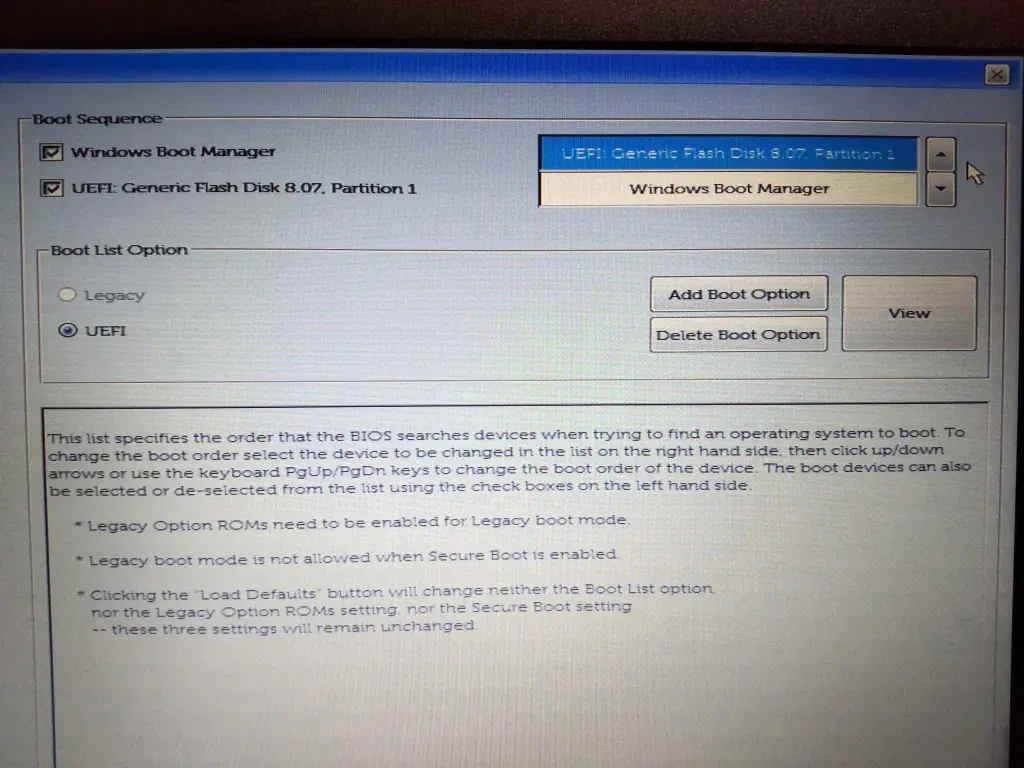 Boot Sequence
Windows Boot Manager
UEFI: Generic Flash Disk 8.07, Partition 1
UEFI: Generic Flash Disk 8.07, Partition 1
Windows Boot Manager
Boot List Option
Legacy
UEFI
Add Boot Option
Delete Boot Option
View
This list specifies the order that the BIOS searches devices when trying to find an operating system to boot. To
change the boot order select the device to be changed in the list on the right hand side, then click up/down
arrows or use the keyboard PgUp/PgDn keys to change the boot order of the device. The boot devices can also
be selected or de-selected from the list using the check boxes on the left hand side.
* Legacy Option ROMs need to be enabled for Legacy boot mode.
* Legacy boot mode is not allowed when Secure Boot is enabled.
* Clicking the "Load Defaults" button will change neither the Boot List option,
nor the Legacy Option ROMs setting, nor the Secure Boot setting
-- these three settings will remain unchanged.